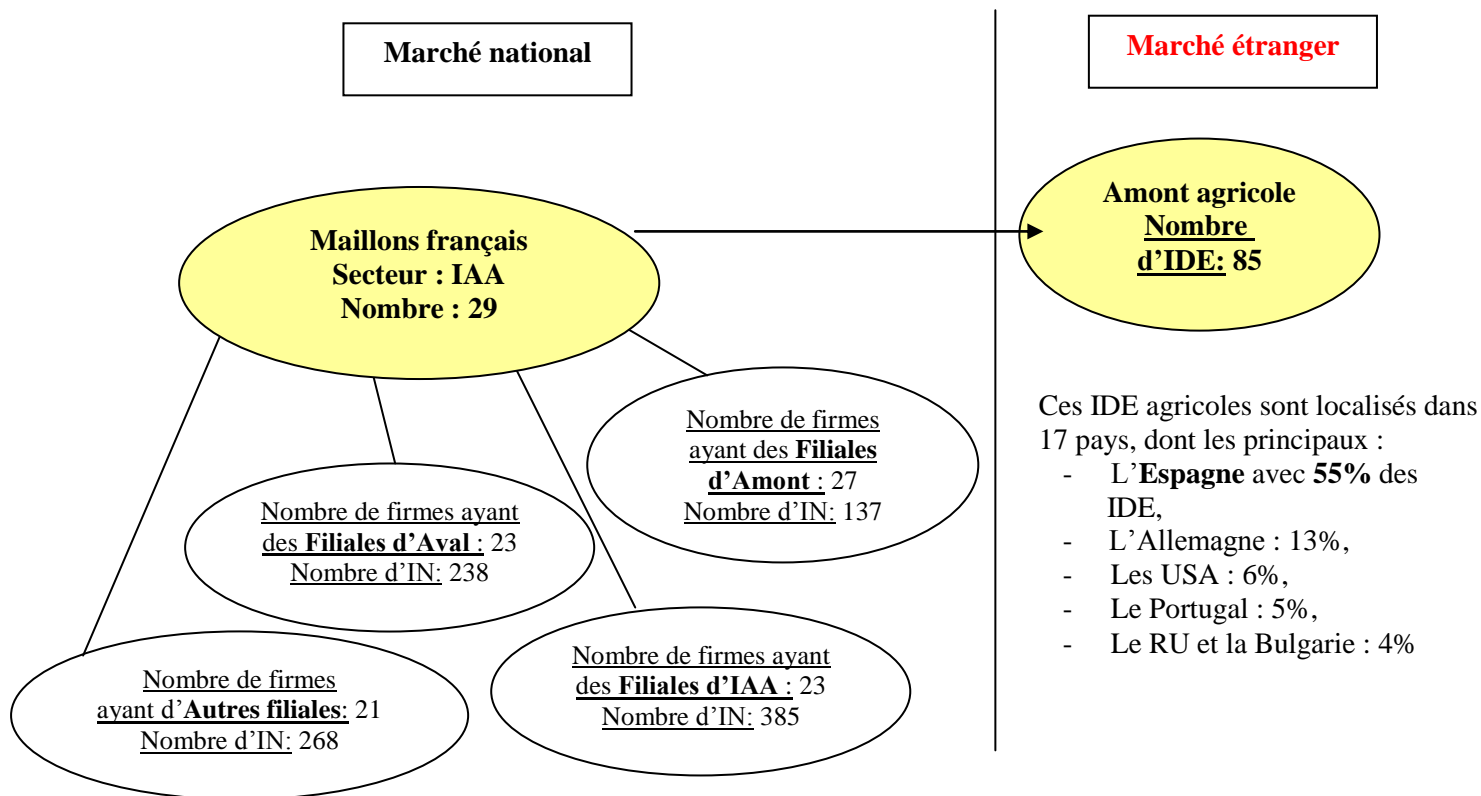 Marché national
Marché étranger
Maillons français
Secteur : IAA
Nombre : 29
Amont agricole
Nombre
d’IDE: 85
Nombre de firmes
ayant des Filiales
d’Amont : 27
Nombre d’IN: 137
Nombre de firmes ayant
des Filiales d’Aval : 23
Nombre d’IN: 238
Nombre de firmes ayant
des Filiales d’IAA : 23
Nombre d’IN: 385
Nombre de firmes
ayant d’Autres filiales: 21
Nombre d’IN: 268
Ces IDE agricoles sont localisés dans
17 pays, dont les principaux :
- L’Espagne avec 55% des
IDE,
- L’Allemagne : 13%,
- Les USA : 6%,
- Le Portugal : 5%,
- Le RU et la Bulgarie : 4%